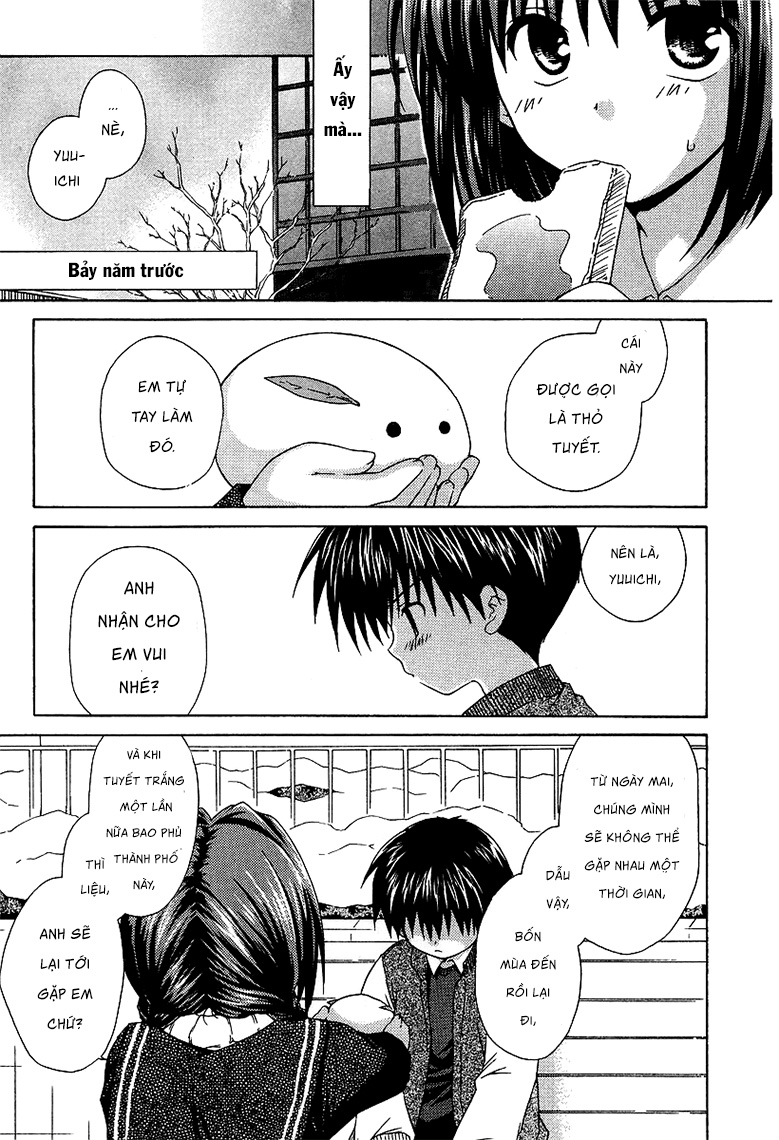 Ấy
vậy
mà...
...
NÈ,
YUU-
ICHI
Bảy năm trước
CÁI
NÀY
ĐƯỢC GỌI
LÀ THỎ
TUYẾT.
EM TỰ
TAY LÀM
ĐÓ.
NÊN LÀ,
YUUICHI,
ANH
NHẬN CHO
EM VUI
NHÉ?
TỪ NGÀY MAI,
CHÚNG MÌNH
SẼ KHÔNG THỂ
GẶP NHAU MỘT
THỜI GIAN,
DẪU
VẬY,
BỐN
MÙA ĐẾN
RỒI LẠI
ĐI,
VÀ KHI
TUYẾT TRẮNG
MỘT LẦN
NỮA BAO PHỦ
THÀNH PHỐ
NÀY,
THÌ
LIỆU,
ANH SẼ
LẠI TỚI
GẶP EM
CHỨ?